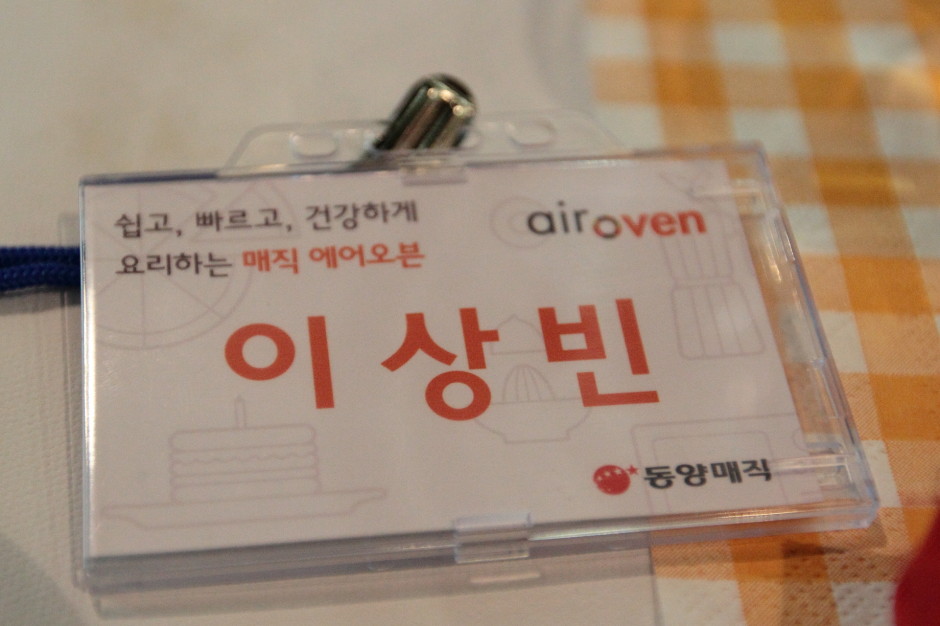 쉽고, 빠르고, 건강하게
요리하는 매직 에어오븐
airoven
이상빈
동양매직